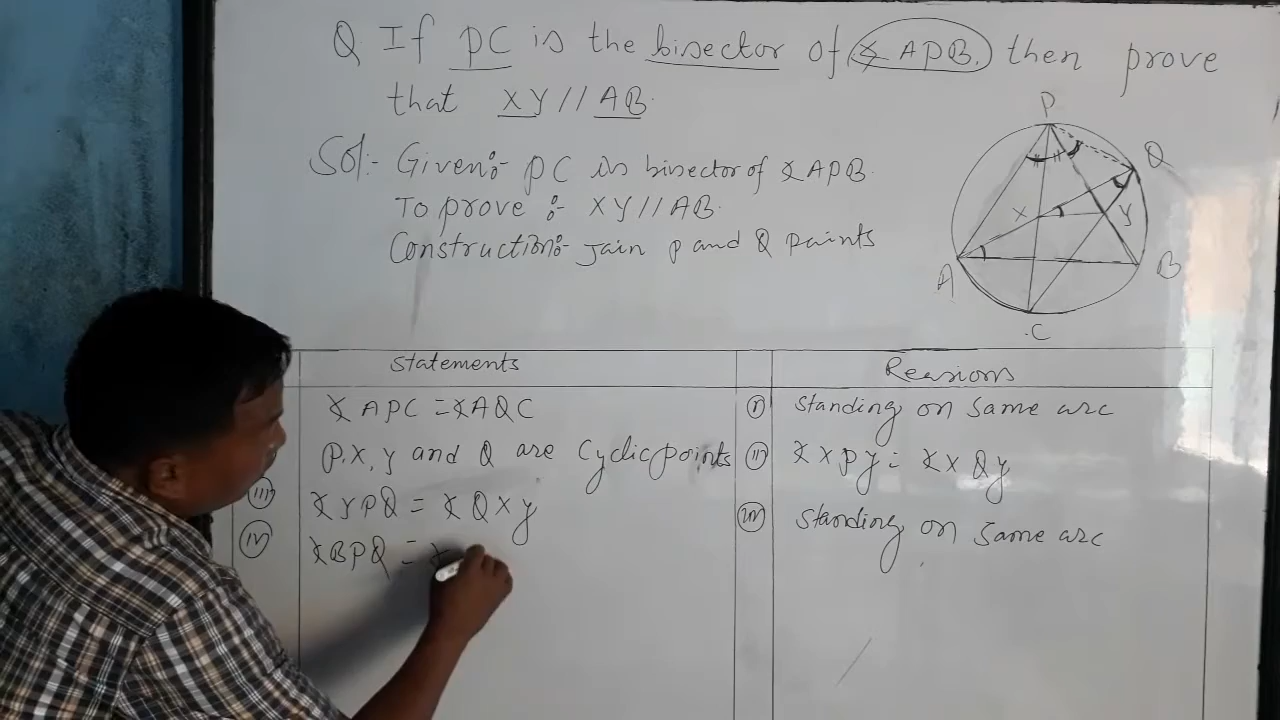 Q If PC is the bisector of ∡ APB. then prove
that XY // AB.
Sol:- Given:- PC is bisector of ∡ APB.
To prove :- XY // AB.
Construction:- Jain P and Q paints
P
Q
X
Y
A
B
C
Statements
Reasions
∡ APC = ∡AQC
(i) Standing on Same arc
P, X, Y and Q are Cyclic points
(ii) ∡ XPY = ∡ XQY
(iii) ∡ YPQ = ∡ QXY
(iii) Standing on Same arc
(iv) ∡BPQ = ∡